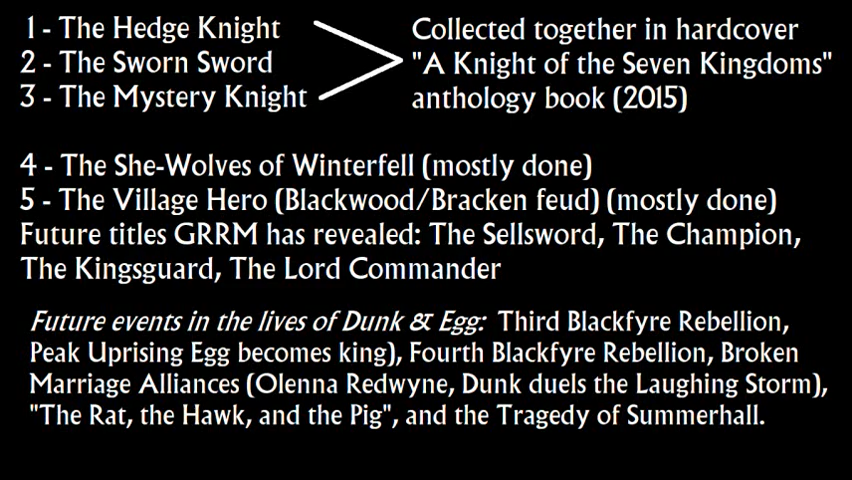 1 - The Hedge Knight
2 - The Sworn Sword
3 - The Mystery Knight
Collected together in hardcover
"A Knight of the Seven Kingdoms"
anthology book (2015)
4 - The She-Wolves of Winterfell (mostly done)
5 - The Village Hero (Blackwood/Bracken feud) (mostly done)
Future titles GRRM has revealed: The Sellsword, The Champion,
The Kingsguard, The Lord Commander
Future events in the lives of Dunk & Egg: Third Blackfyre Rebellion,
Peak Uprising Egg becomes king), Fourth Blackfyre Rebellion, Broken
Marriage Alliances (Olenna Redwyne, Dunk duels the Laughing Storm),
"The Rat, the Hawk, and the Pig", and the Tragedy of Summerhall.